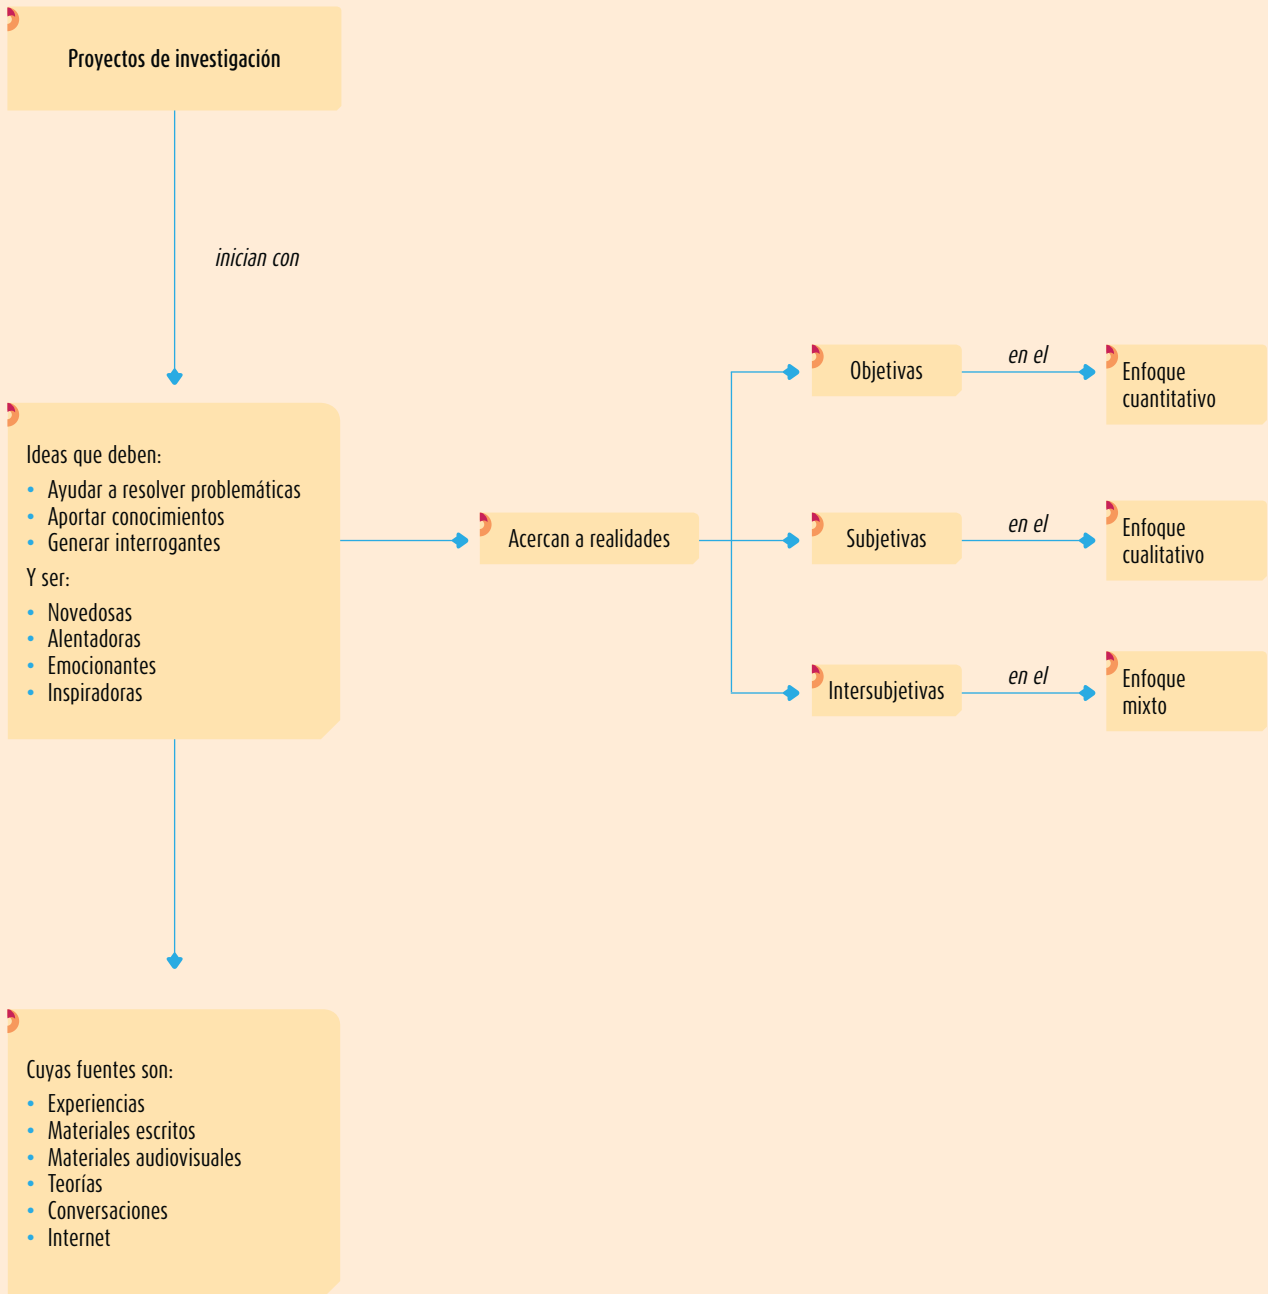 Proyectos de investigación
inician con
Ideas que deben:
• Ayudar a resolver problemáticas
• Aportar conocimientos
• Generar interrogantes
Y ser:
• Novedosas
• Alentadoras
• Emocionantes
• Inspiradoras
Acercan a realidades
Objetivas
en el
Enfoque
cuantitativo
Subjetivas
en el
Enfoque
cualitativo
Intersubjetivas
en el
Enfoque
mixto
Cuyas fuentes son:
• Experiencias
• Materiales escritos
• Materiales audiovisuales
• Teorías
• Conversaciones
• Internet